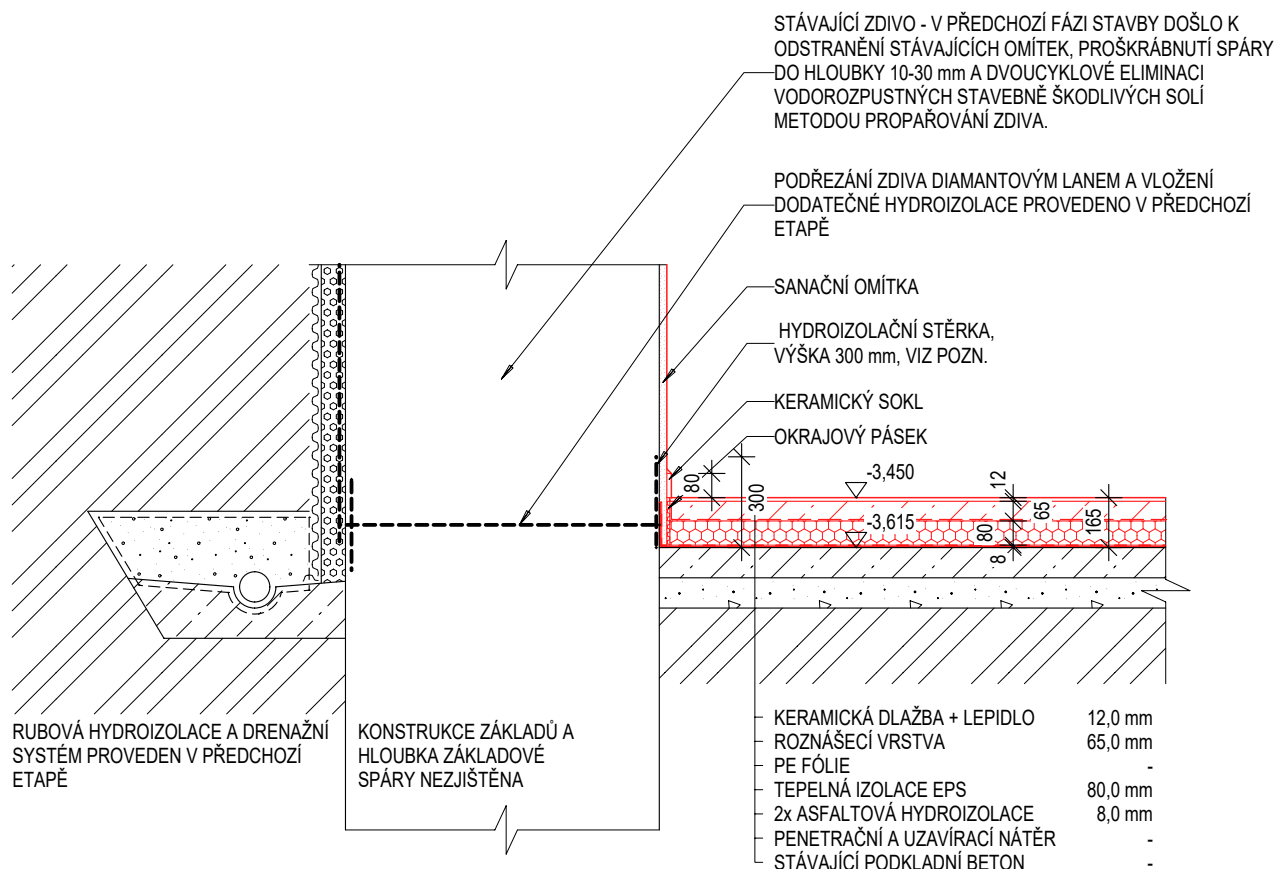 STÁVAJÍCÍ ZDIVO - V PŘEDCHOZÍ FÁZI STAVBY DOŠLO K
ODSTRANĚNÍ STÁVAJÍCÍCH OMÍTEK, PROŠKRÁBNUTÍ SPÁRY
DO HLOUBKY 10-30 mm A DVOUCYKLOVÉ ELIMINACI
VODOROZPUSTNÝCH STAVEBNĚ ŠKODLIVÝCH SOLÍ
METODOU PROPAŘOVÁNÍ ZDIVA.
PODŘEZÁNÍ ZDIVA DIAMANTOVÝM LANEM A VLOŽENÍ
DODATEČNÉ HYDROIZOLACE PROVEDENO V PŘEDCHOZÍ
ETAPĚ
SANAČNÍ OMÍTKA
HYDROIZOLAČNÍ STĚRKA,
VÝŠKA 300 mm, VIZ POZN.
KERAMICKÝ SOKL
OKRAJOVÝ PÁSEK
80
300
-3,450
12
65
165
-3,615
80
8
RUBOVÁ HYDROIZOLACE A DRENAŽNÍ
SYSTÉM PROVEDEN V PŘEDCHOZÍ
ETAPĚ
KONSTRUKCE ZÁKLADŮ A
HLOUBKA ZÁKLADOVÉ
SPÁRY NEZJIŠTĚNA
KERAMICKÁ DLAŽBA + LEPIDLO 12,0 mm
ROZNÁŠECÍ VRSTVA 65,0 mm
PE FÓLIE -
TEPELNÁ IZOLACE EPS 80,0 mm
2x ASFALTOVÁ HYDROIZOLACE 8,0 mm
PENETRAČNÍ A UZAVÍRACÍ NÁTĚR -
STÁVAJÍCÍ PODKLADNÍ BETON -